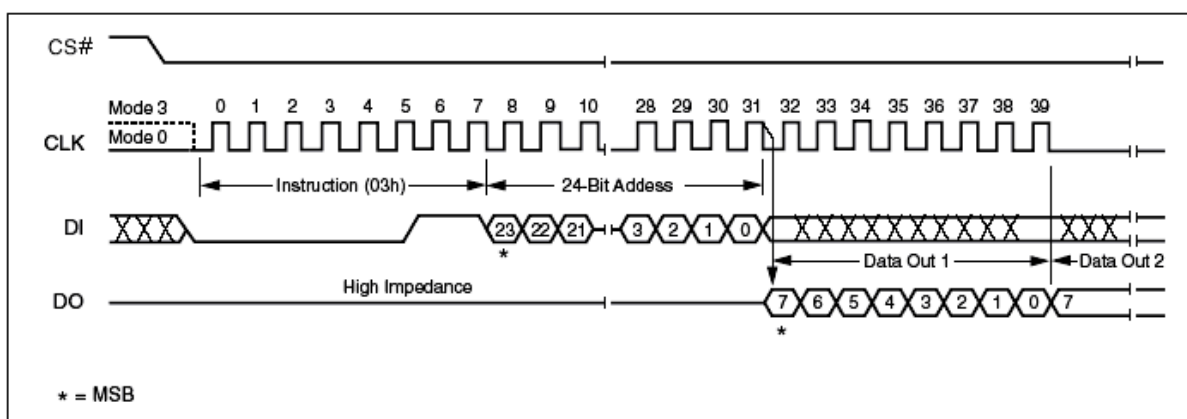 CS#
Mode 3
0 1 2 3 4 5 6 7 8 9 10 28 29 30 31 32 33 34 35 36 37 38 39
Mode 0
CLK
Instruction (03h) 24-Bit Addess
DI 23 22 21 3 2 1 0
*
Data Out 1 Data Out 2
High Impedance
DO 7 6 5 4 3 2 1 0 7
*
* = MSB